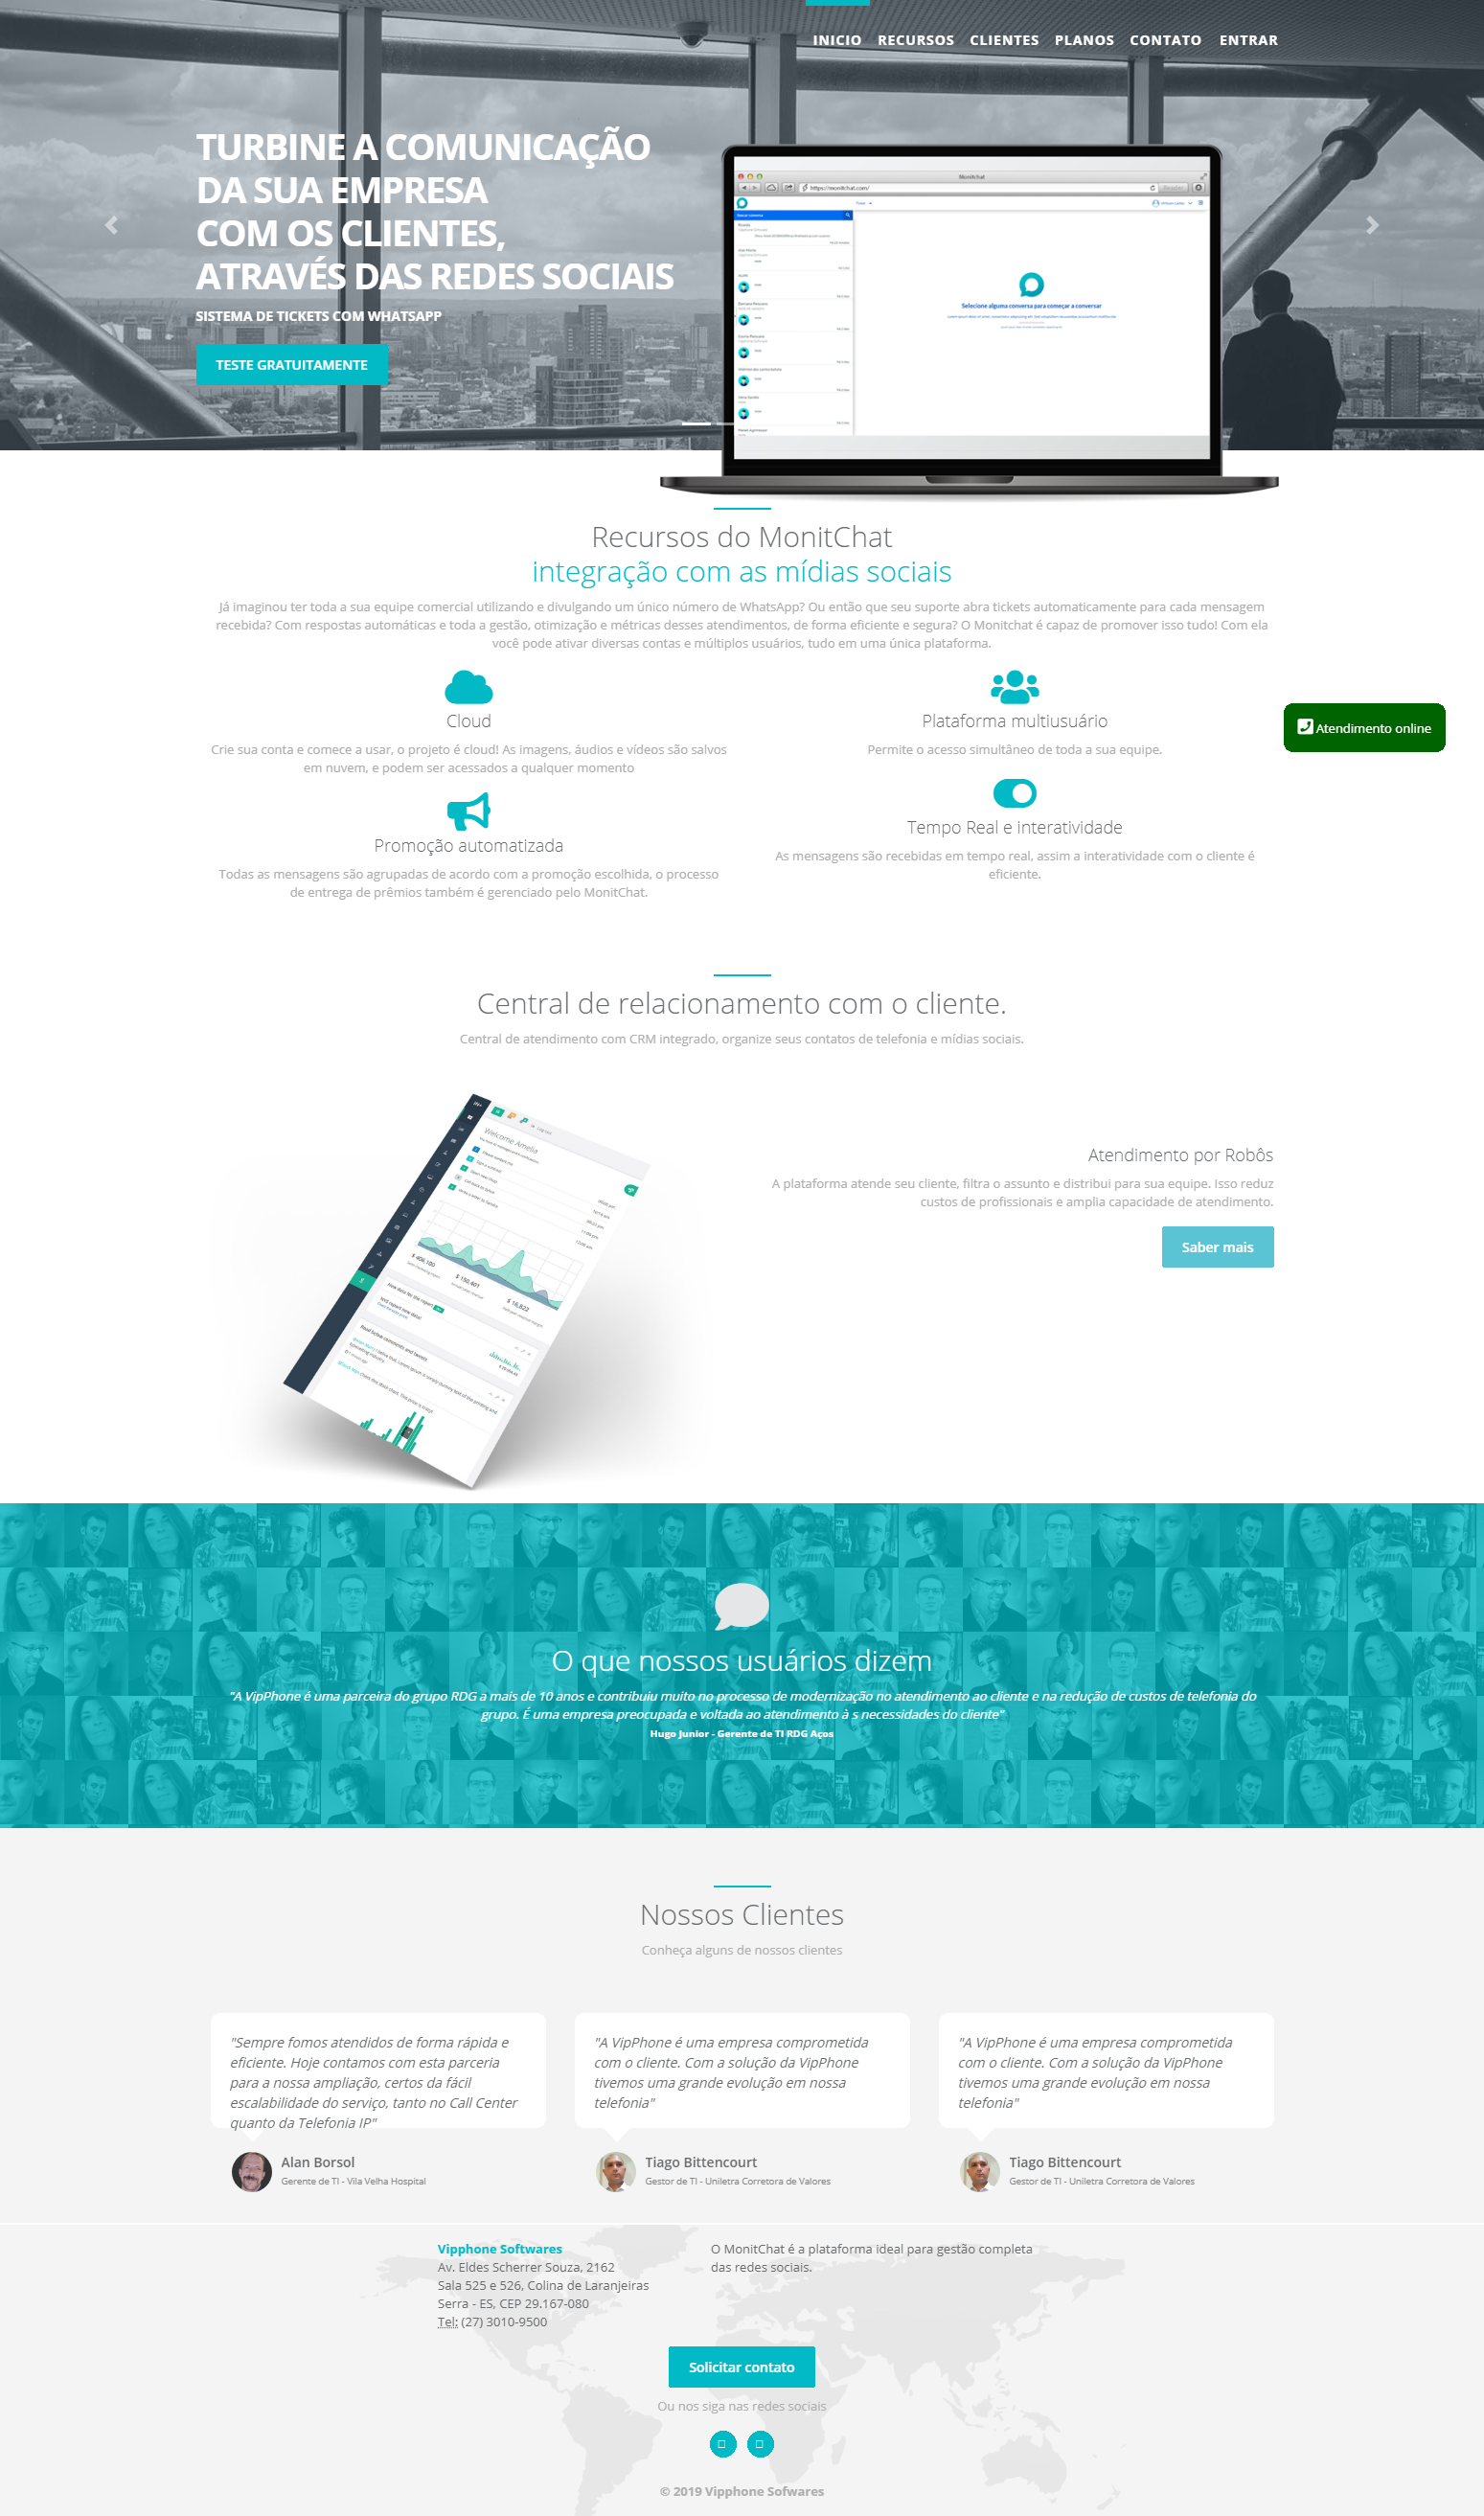 INICIO RECURSOS CLIENTES PLANOS CONTATO ENTRAR
TURBINE A COMUNICAÇÃO
DA SUA EMPRESA
COM OS CLIENTES,
ATRAVÉS DAS REDES SOCIAIS
SISTEMA DE TICKETS COM WHATSAPP
TESTE GRATUITAMENTE
Monitchat
https://monitchat.com/
Reader
Selecione alguma conversa para começar a conversar
Recursos do MonitChat
integração com as mídias sociais
Já imaginou ter toda a sua equipe comercial utilizando e divulgando um único número de WhatsApp? Ou então que seu suporte abra tickets automaticamente para cada mensagem
recebida? Com respostas automáticas e toda a gestão, otimização e métricas desses atendimentos, de forma eficiente e segura? O Monitchat é capaz de promover isso tudo! Com ela
você pode ativar diversas contas e múltiplos usuários, tudo em uma única plataforma.
Cloud
Crie sua conta e comece a usar, o projeto é cloud! As imagens, áudios e vídeos são salvos
em nuvem, e podem ser acessados a qualquer momento
Plataforma multiusuário
Permite o acesso simultâneo de toda a sua equipe.
Atendimento online
Promoção automatizada
Todas as mensagens são agrupadas de acordo com a promoção escolhida, o processo
de entrega de prêmios também é gerenciado pelo MonitChat.
Tempo Real e interatividade
As mensagens são recebidas em tempo real, assim a interatividade com o cliente é
eficiente.
Central de relacionamento com o cliente.
Central de atendimento com CRM integrado, organize seus contatos de telefonia e mídias sociais.
IN+
Log out
Welcome Amelia
$ 406,100
$ 150,401
$ 16,822
Atendimento por Robôs
A plataforma atende seu cliente, filtra o assunto e distribui para sua equipe. Isso reduz
custos de profissionais e amplia capacidade de atendimento.
Saber mais
O que nossos usuários dizem
"A VipPhone é uma parceira do grupo RDG a mais de 10 anos e contribuiu muito no processo de modernização no atendimento ao cliente e na redução de custos de telefonia do
grupo. É uma empresa preocupada e voltada ao atendimento à s necessidades do cliente"
Hugo Junior - Gerente de TI RDG Aços
Nossos Clientes
Conheça alguns de nossos clientes
"Sempre fomos atendidos de forma rápida e
eficiente. Hoje contamos com esta parceria
para a nossa ampliação, certos da fácil
escalabilidade do serviço, tanto no Call Center
quanto da Telefonia IP"
Alan Borsol
Gerente de TI - Vila Velha Hospital
"A VipPhone é uma empresa comprometida
com o cliente. Com a solução da VipPhone
tivemos uma grande evolução em nossa
telefonia"
Tiago Bittencourt
Gestor de TI - Uniletra Corretora de Valores
"A VipPhone é uma empresa comprometida
com o cliente. Com a solução da VipPhone
tivemos uma grande evolução em nossa
telefonia"
Tiago Bittencourt
Gestor de TI - Uniletra Corretora de Valores
Vipphone Softwares
Av. Eldes Scherrer Souza, 2162
Sala 525 e 526, Colina de Laranjeiras
Serra - ES, CEP 29.167-080
Tel: (27) 3010-9500
O MonitChat é a plataforma ideal para gestão completa
das redes sociais.
Solicitar contato
Ou nos siga nas redes sociais
© 2019 Vipphone Sofwares